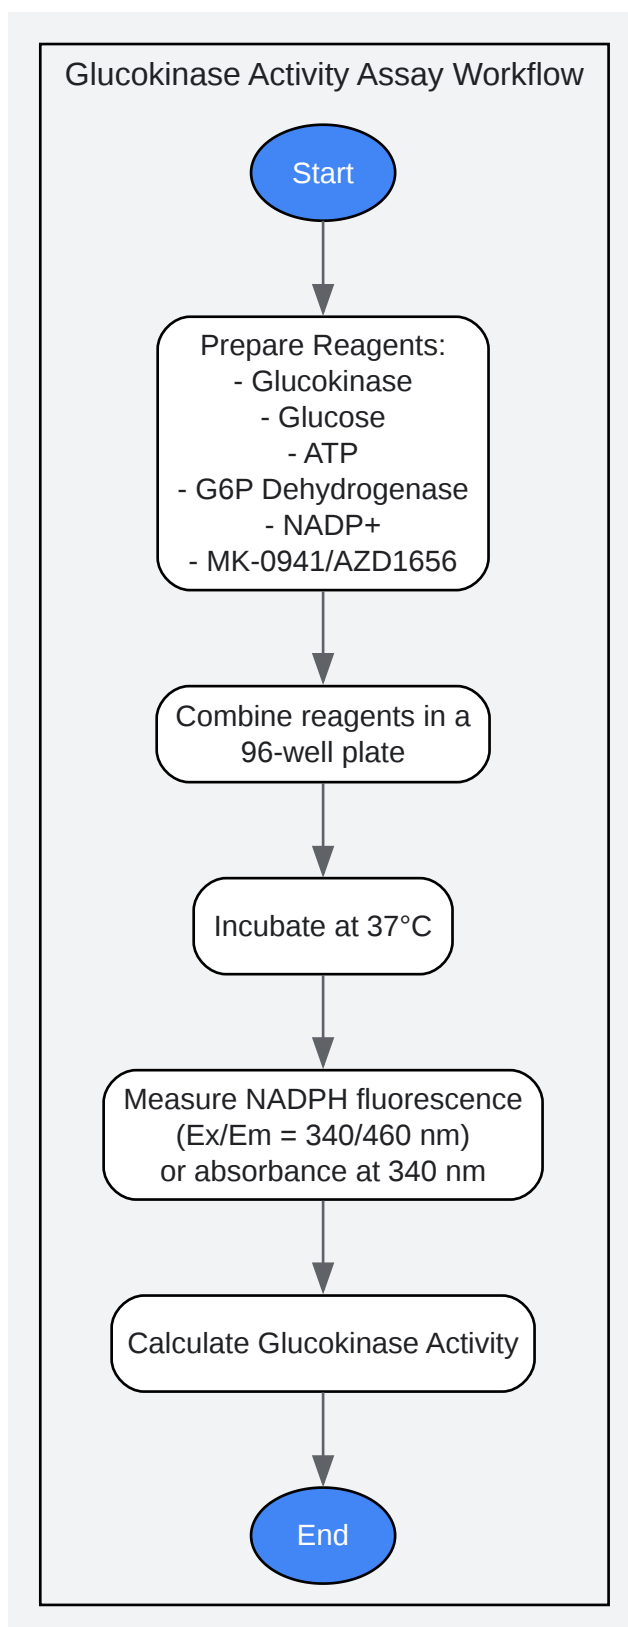 Glucokinase Activity Assay Workflow
Start
Prepare Reagents:
- Glucokinase
- Glucose
- ATP
- G6P Dehydrogenase
- NADP+
- MK-0941/AZD1656
Combine reagents in a
96-well plate
Incubate at 37°C
Measure NADPH fluorescence
(Ex/Em = 340/460 nm)
or absorbance at 340 nm
Calculate Glucokinase Activity
End